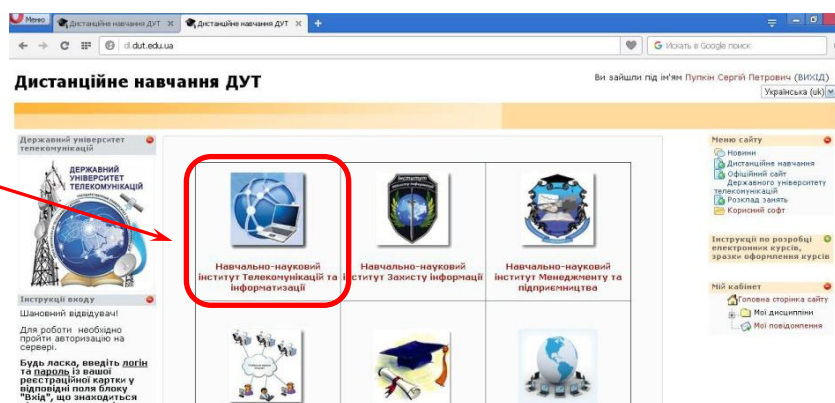 Меню
Дистанційне навчання ДУТ
Дистанційне навчання ДУТ
dl.dut.edu.ua
Искать в Google поиск
Дистанційне навчання ДУТ
Ви зайшли під ім'ям Пупкін Сергій Петрович (ВИХІД)
Українська (uk)
Державний університет
телекомунікацій
ДЕРЖАВНИЙ
УНІВЕРСИТЕТ
ТЕЛЕКОМУНІКАЦІЙ
Інструкції входу
Шановний відвідувач!
Для роботи необхідно
пройти авторизацію на
сервері.
Будь ласка, введіть логін
та пароль із вашої
реєстраційної картки у
відповідні поля блоку
"Вхід", що знаходиться
Навчально-науковий
інститут Телекомунікацій та
інформатизації
Навчально-науковий
інститут Захисту інформації
Навчально-науковий
інститут Менеджменту та
підприємництва
Меню сайту
Новини
Дистанційне навчання
Офіційний сайт
Державного університету
телекомунікацій
Розклад занять
Корисний софт
Інструкції по розробці
електронних курсів,
зразки оформлення курсів
Мій кабінет
Головна сторінка сайту
Мої дисципліни
Мої повідомлення